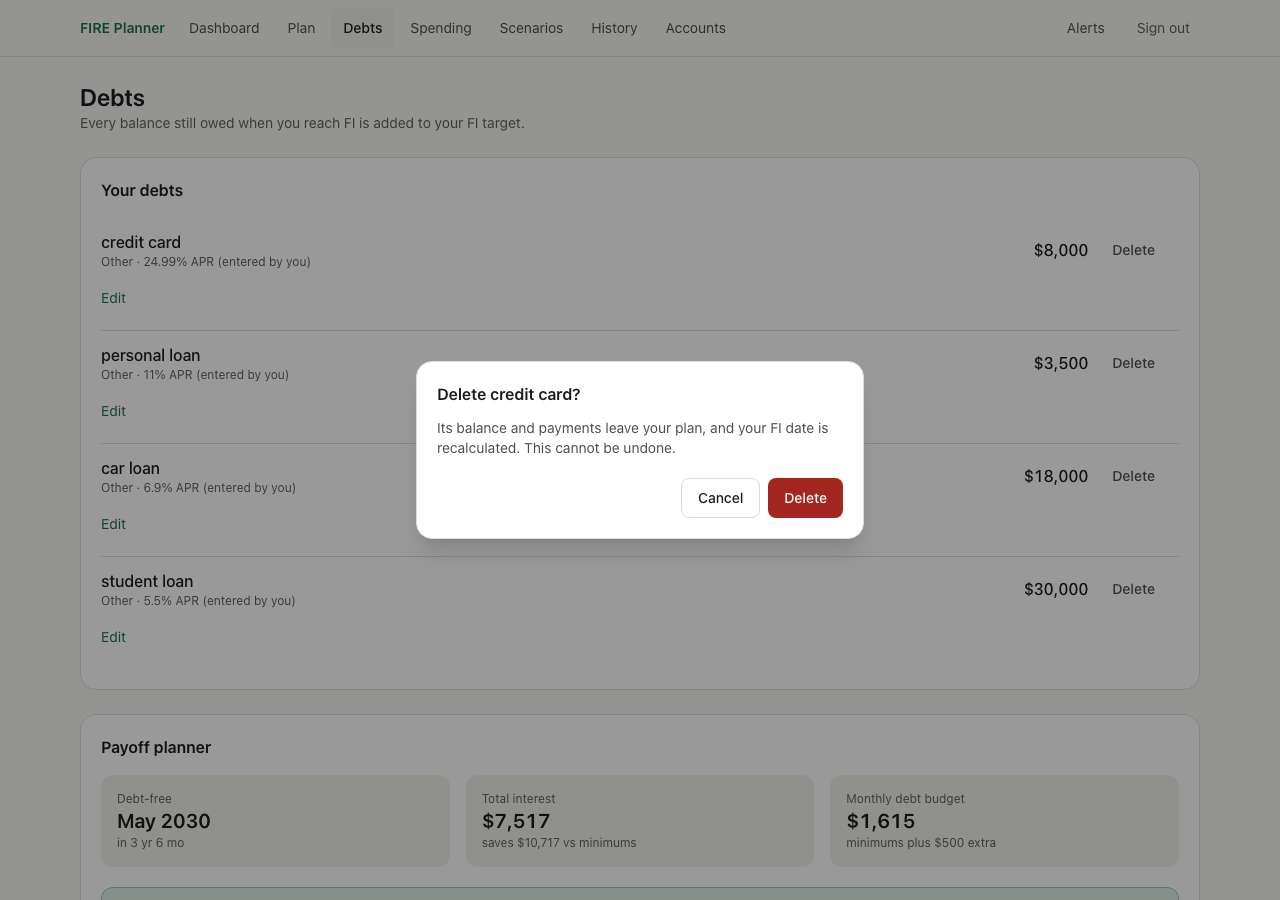 FIRE Planner Dashboard Plan Debts Spending Scenarios History Accounts Alerts Sign out
Debts
Every balance still owed when you reach FI is added to your FI target.
Your debts
credit card
Other · 24.99% APR (entered by you)
$8,000 Delete
Edit
personal loan
Other · 11% APR (entered by you)
$3,500 Delete
Edit
car loan
Other · 6.9% APR (entered by you)
$18,000 Delete
Edit
student loan
Other · 5.5% APR (entered by you)
$30,000 Delete
Edit
Delete credit card?
Its balance and payments leave your plan, and your FI date is
recalculated. This cannot be undone.
Cancel Delete
Payoff planner
Debt-free
May 2030
in 3 yr 6 mo
Total interest
$7,517
saves $10,717 vs minimums
Monthly debt budget
$1,615
minimums plus $500 extra